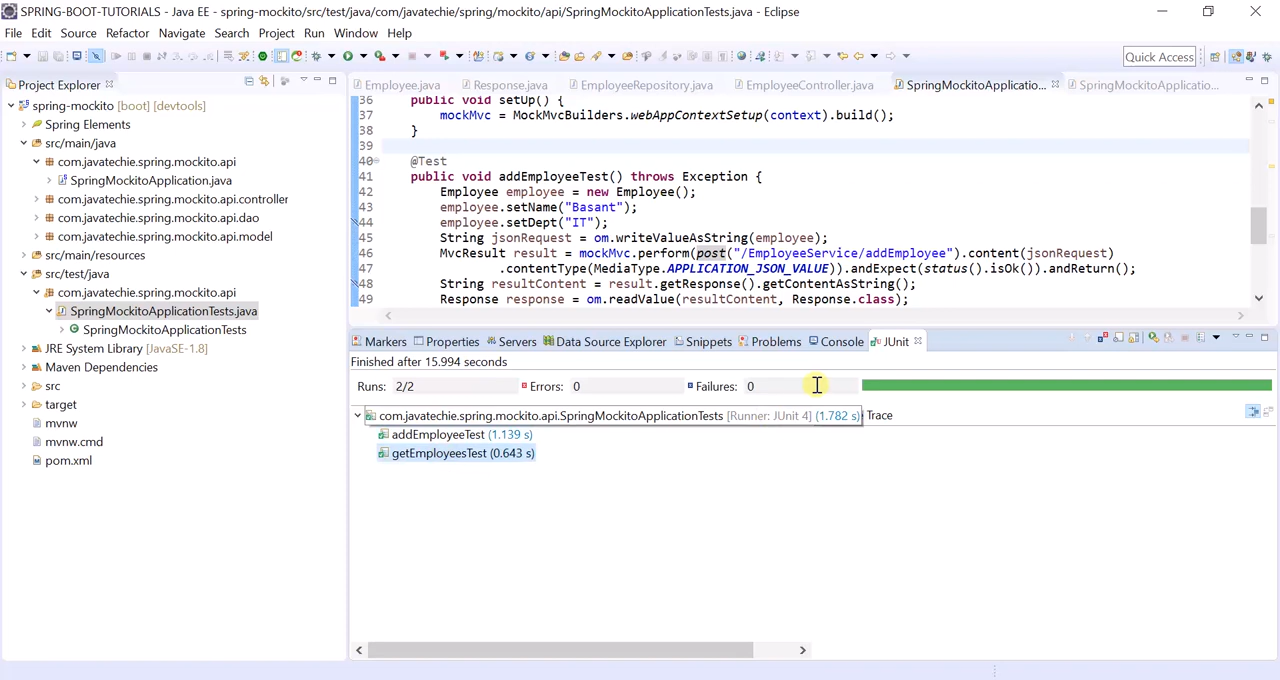 SPRING-BOOT-TUTORIALS - Java EE - spring-mockito/src/test/java/com/javatechie/spring/mockito/api/SpringMockitoApplicationTests.java - Eclipse
File Edit Source Refactor Navigate Search Project Run Window Help
Quick Access
Project Explorer
spring-mockito [boot] [devtools]
Spring Elements
src/main/java
com.javatechie.spring.mockito.api
SpringMockitoApplication.java
com.javatechie.spring.mockito.api.controller
com.javatechie.spring.mockito.api.dao
com.javatechie.spring.mockito.api.model
src/main/resources
src/test/java
com.javatechie.spring.mockito.api
SpringMockitoApplicationTests.java
SpringMockitoApplicationTests
JRE System Library [JavaSE-1.8]
Maven Dependencies
src
target
mvnw
mvnw.cmd
pom.xml
Employee.java Response.java EmployeeRepository.java EmployeeController.java SpringMockitoApplicatio... SpringMockitoApplicatio...
36 public void setUp() {
37 mockMvc = MockMvcBuilders.webAppContextSetup(context).build();
38 }
39
40 @Test
41 public void addEmployeeTest() throws Exception {
42 Employee employee = new Employee();
43 employee.setName("Basant");
44 employee.setDept("IT");
45 String jsonRequest = om.writeValueAsString(employee);
46 MvcResult result = mockMvc.perform(post("/EmployeeService/addEmployee").content(jsonRequest)
47 .contentType(MediaType.APPLICATION_JSON_VALUE)).andExpect(status().isOk()).andReturn();
48 String resultContent = result.getResponse().getContentAsString();
49 Response response = om.readValue(resultContent, Response.class);
Markers Properties Servers Data Source Explorer Snippets Problems Console JUnit
Finished after 15.994 seconds
Runs: 2/2 Errors: 0 Failures: 0
com.javatechie.spring.mockito.api.SpringMockitoApplicationTests [Runner: JUnit 4] (1.782 s) Trace
addEmployeeTest (1.139 s)
getEmployeesTest (0.643 s)